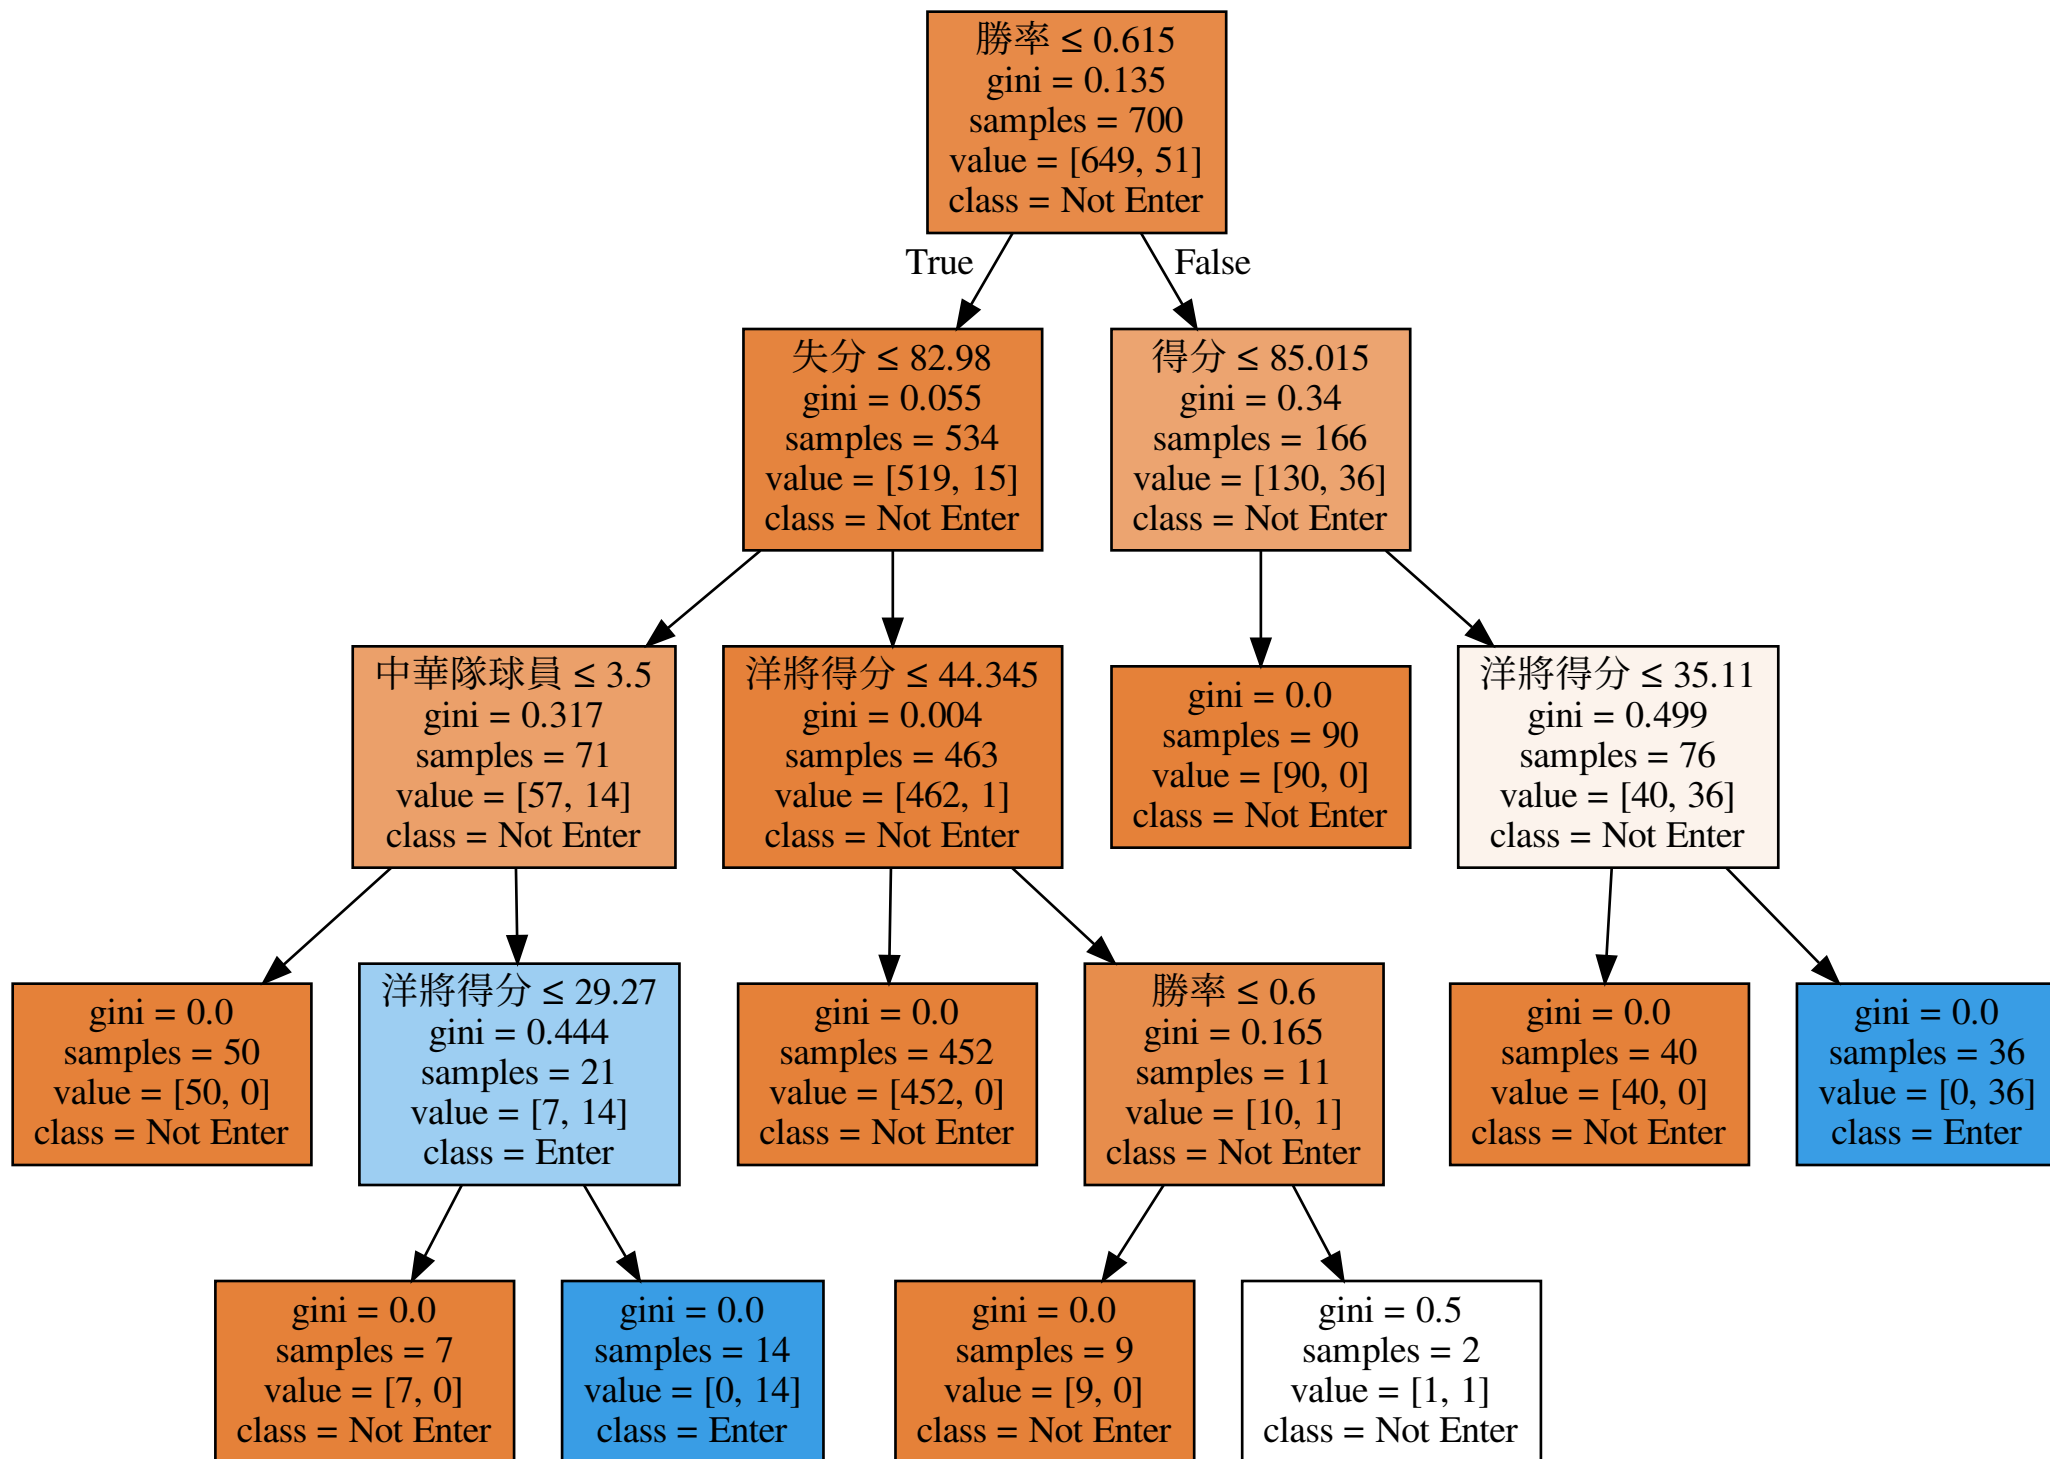 勝率 ≤ 0.615
gini = 0.135
samples = 700
value = [649, 51]
class = Not Enter
True
False
失分 ≤ 82.98
gini = 0.055
samples = 534
value = [519, 15]
class = Not Enter
得分 ≤ 85.015
gini = 0.34
samples = 166
value = [130, 36]
class = Not Enter
中華隊球員 ≤ 3.5
gini = 0.317
samples = 71
value = [57, 14]
class = Not Enter
洋將得分 ≤ 44.345
gini = 0.004
samples = 463
value = [462, 1]
class = Not Enter
gini = 0.0
samples = 90
value = [90, 0]
class = Not Enter
洋將得分 ≤ 35.11
gini = 0.499
samples = 76
value = [40, 36]
class = Not Enter
gini = 0.0
samples = 50
value = [50, 0]
class = Not Enter
洋將得分 ≤ 29.27
gini = 0.444
samples = 21
value = [7, 14]
class = Enter
gini = 0.0
samples = 452
value = [452, 0]
class = Not Enter
勝率 ≤ 0.6
gini = 0.165
samples = 11
value = [10, 1]
class = Not Enter
gini = 0.0
samples = 40
value = [40, 0]
class = Not Enter
gini = 0.0
samples = 36
value = [0, 36]
class = Enter
gini = 0.0
samples = 7
value = [7, 0]
class = Not Enter
gini = 0.0
samples = 14
value = [0, 14]
class = Enter
gini = 0.0
samples = 9
value = [9, 0]
class = Not Enter
gini = 0.5
samples = 2
value = [1, 1]
class = Not Enter